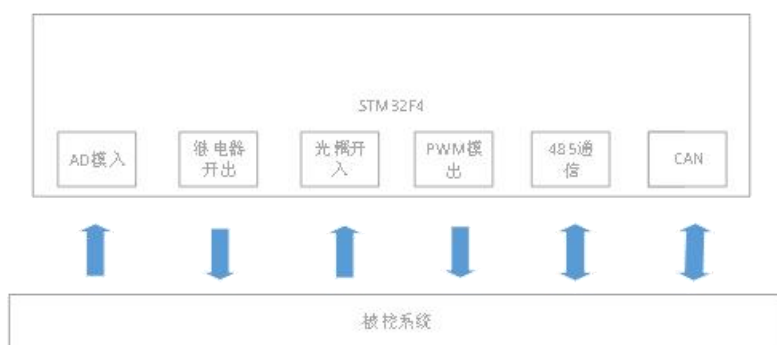 STM32F4
AD模入
继电器
开出
光耦开
入
PWM模
出
485通
信
CAN
被控系统